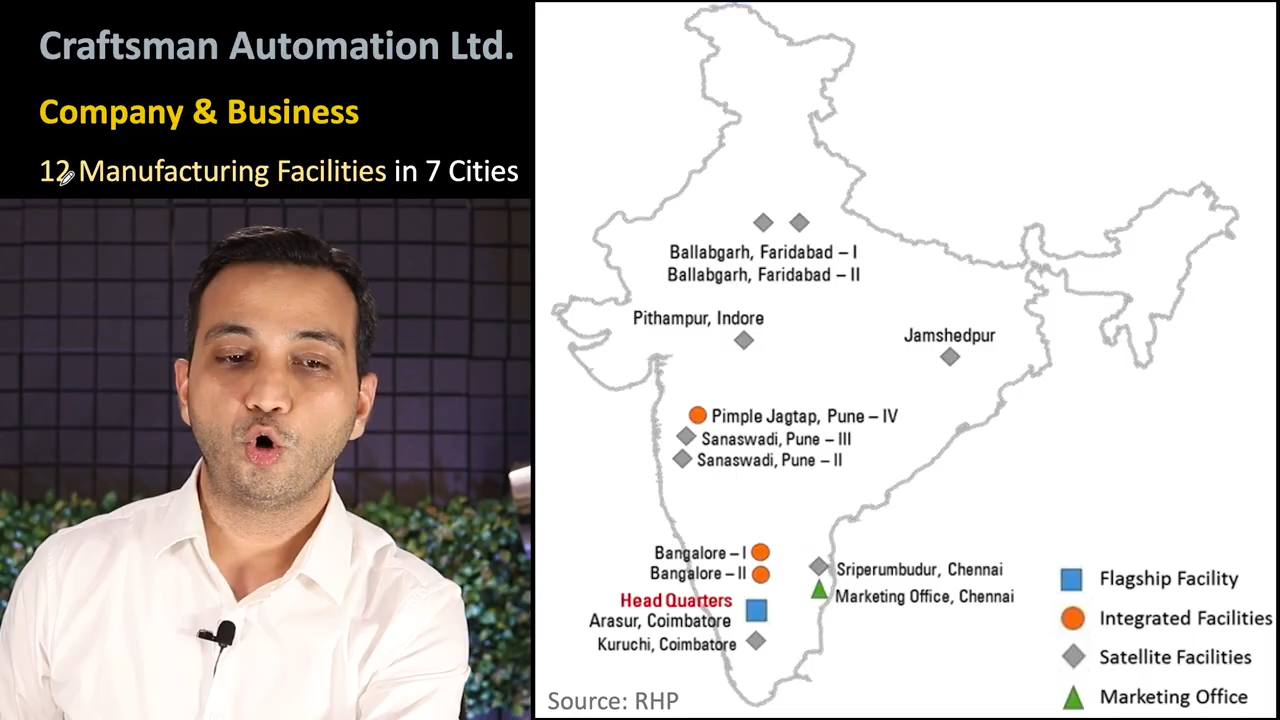 Craftsman Automation Ltd.
Company & Business
12 Manufacturing Facilities in 7 Cities
Ballabgarh, Faridabad – I
Ballabgarh, Faridabad – II
Pithampur, Indore
Jamshedpur
Pimple Jagtap, Pune – IV
Sanaswadi, Pune – III
Sanaswadi, Pune – II
Bangalore – I
Bangalore – II
Head Quarters
Arasur, Coimbatore
Kuruchi, Coimbatore
Sriperumbudur, Chennai
Marketing Office, Chennai
Flagship Facility
Integrated Facilities
Satellite Facilities
Marketing Office
Source: RHP